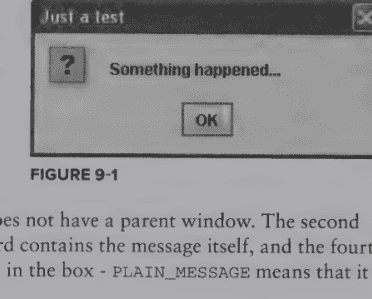 Just a test
?
Something happened...
OK
FIGURE 9-1
does not have a parent window. The second
contains the message itself, and the
in the box - PLAIN_MESSAGE means that it